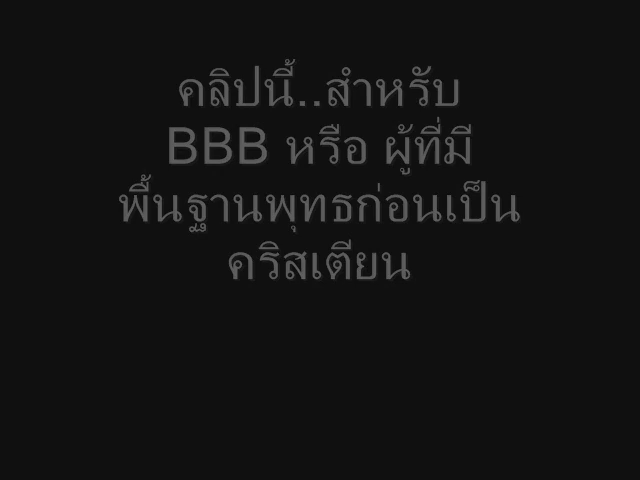 คลิปนี้..สำหรับ
BBB หรือ ผู้ที่มี
พื้นฐานพุทธก่อนเป็น
คริสเตียน